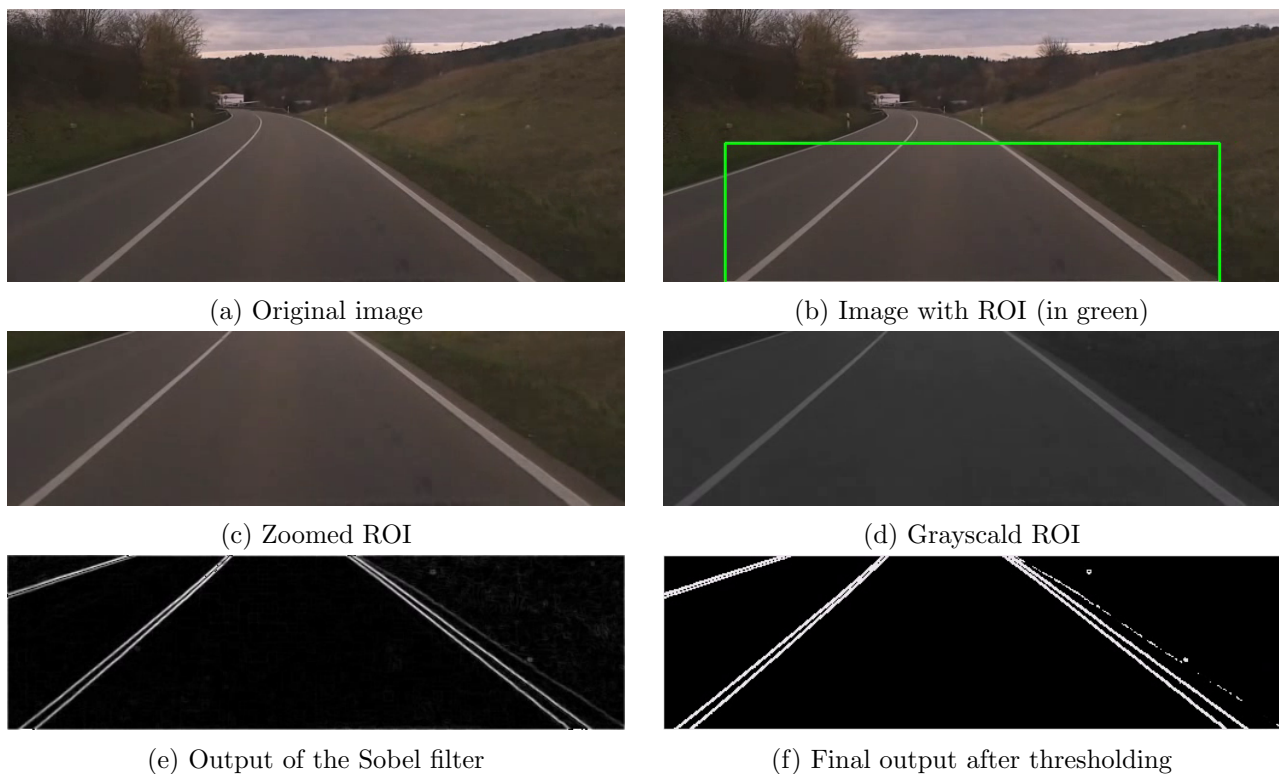 (a) Original image
(b) Image with ROI (in green)
(c) Zoomed ROI
(d) Grayscald ROI
(e) Output of the Sobel filter
(f) Final output after thresholding